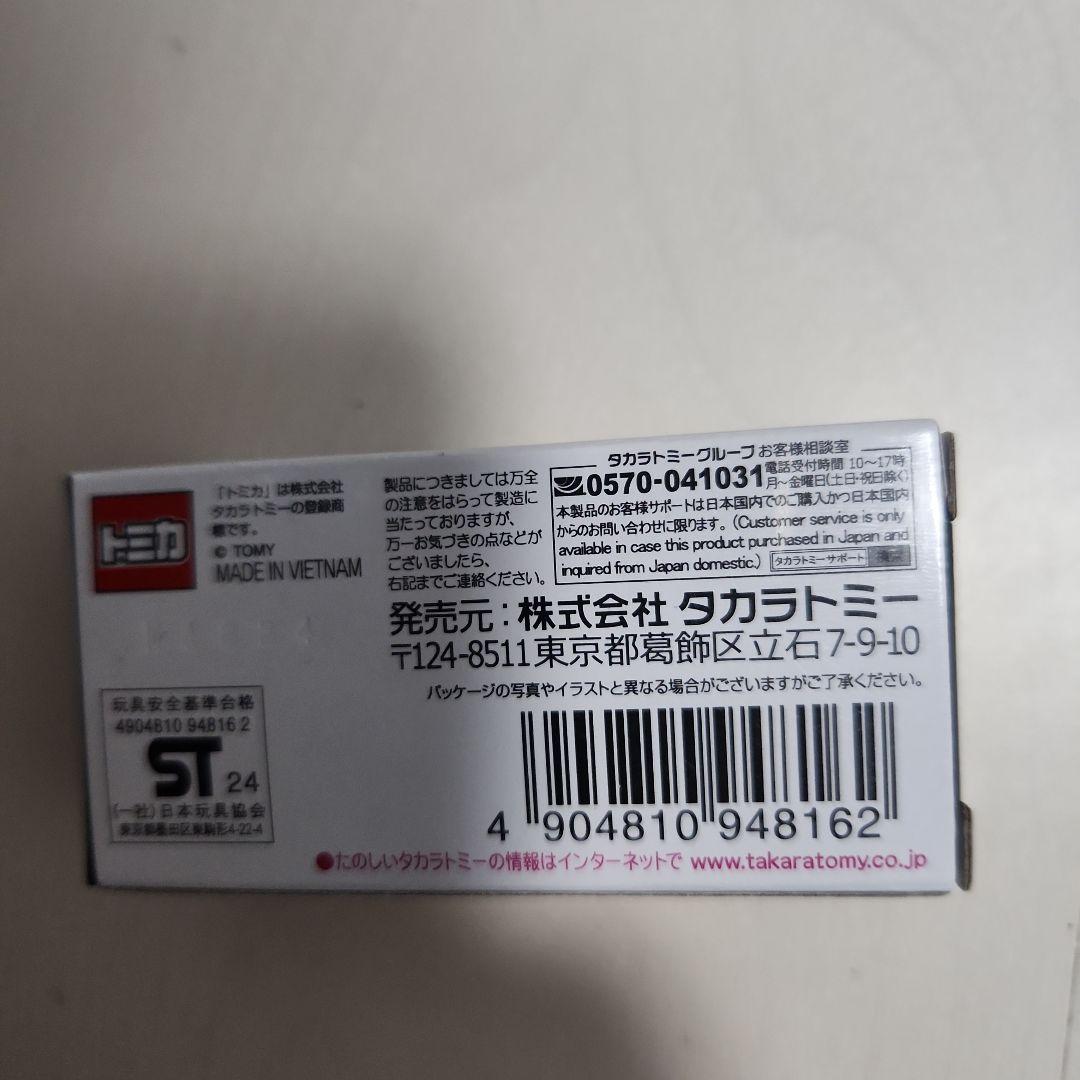 トミカ
「トミカ」は株式会社
タカラトミーの登録商
標です。
© TOMY
MADE IN VIETNAM
製品につきましては万全
の注意をはらって製造に
当たっておりますが、
万一お気づきの点などが
ございましたら、
右記までご連絡ください。
タカラトミーグループ お客様相談室
0570-041031
電話受付時間 10〜17時
月〜金曜日(土日・祝日除く)
本製品のお客様サポートは日本国内でのご購入かつ日本国内
からのお問い合わせに限ります。(Customer service is only
available in case this product purchased in Japan and
inquired from Japan domestic.)
タカラトミーサポート
発売元:株式会社 タカラトミー
〒124-8511 東京都葛飾区立石7-9-10
パッケージの写真やイラストと異なる場合がございますがご了承ください。
玩具安全基準合格
4904810 94816 2
ST 24
(一社)日本玩具協会
東京都墨田区東駒形4-22-4
4 904810 948162
●たのしいタカラトミーの情報はインターネットで www.takaratomy.co.jp